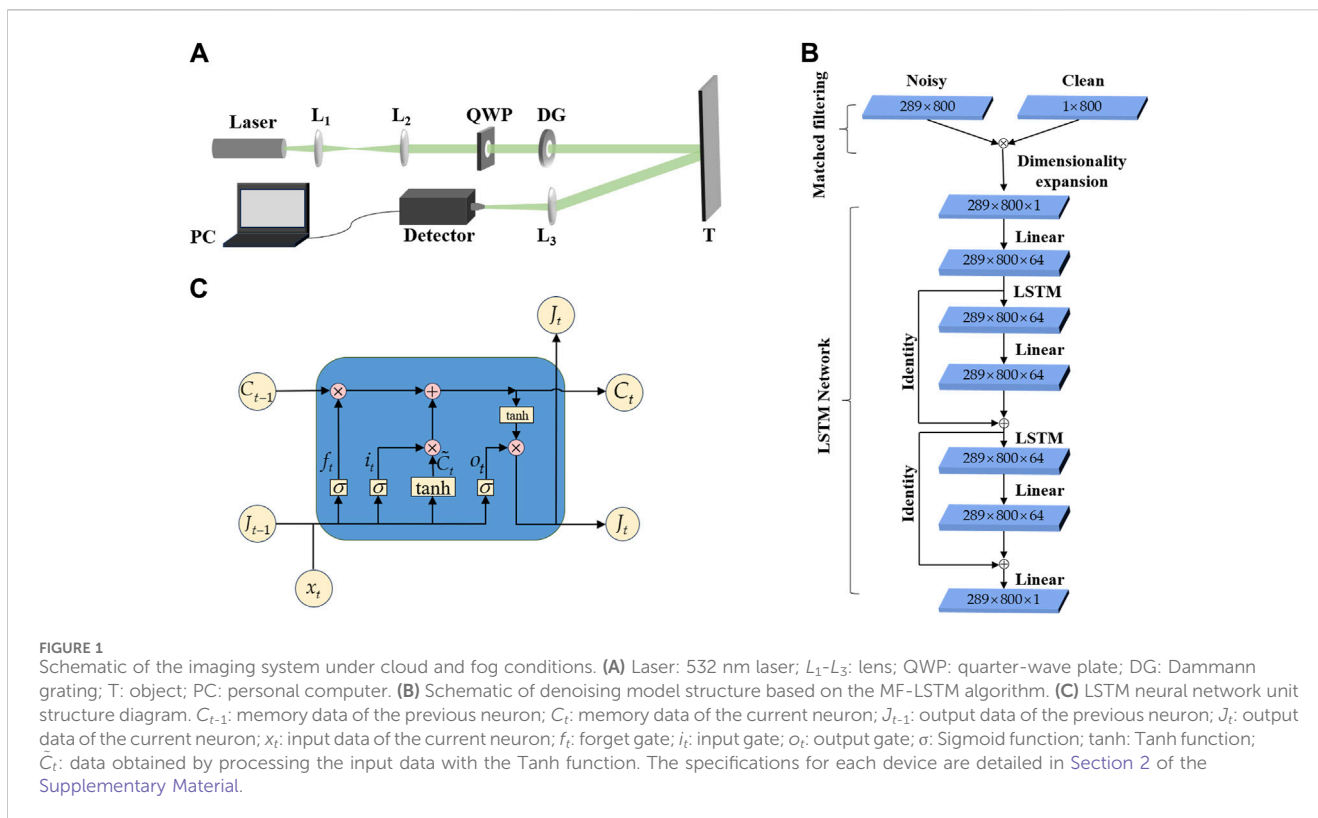 A
Laser
L₁
L₂
QWP
DG
PC
Detector
L₃
T
B
Noisy
Clean
289×800
1×800
Matched filtering
⊗
Dimensionality
expansion
289×800×1
Linear
289×800×64
LSTM
289×800×64
Linear
289×800×64
Identity
⊕
LSTM
289×800×64
Linear
289×800×64
Identity
⊕
Linear
289×800×1
LSTM Network
C
Jₜ
Cₜ₋₁
×
+
Cₜ
tanh
×
×
fₜ
iₜ
C̃ₜ
oₜ
σ
σ
tanh
σ
Jₜ₋₁
Jₜ
xₜ
FIGURE 1
Schematic of the imaging system under cloud and fog conditions. (A) Laser: 532 nm laser; L₁-L₃: lens; QWP: quarter-wave plate; DG: Dammann
grating; T: object; PC: personal computer. (B) Schematic of denoising model structure based on the MF-LSTM algorithm. (C) LSTM neural network unit
structure diagram. Cₜ₋₁: memory data of the previous neuron; Cₜ: memory data of the current neuron; Jₜ₋₁: output data of the previous neuron; Jₜ: output
data of the current neuron; xₜ: input data of the current neuron; fₜ: forget gate; iₜ: input gate; oₜ: output gate; σ: Sigmoid function; tanh: Tanh function;
C̃ₜ: data obtained by processing the input data with the Tanh function. The specifications for each device are detailed in Section 2 of the
Supplementary Material.